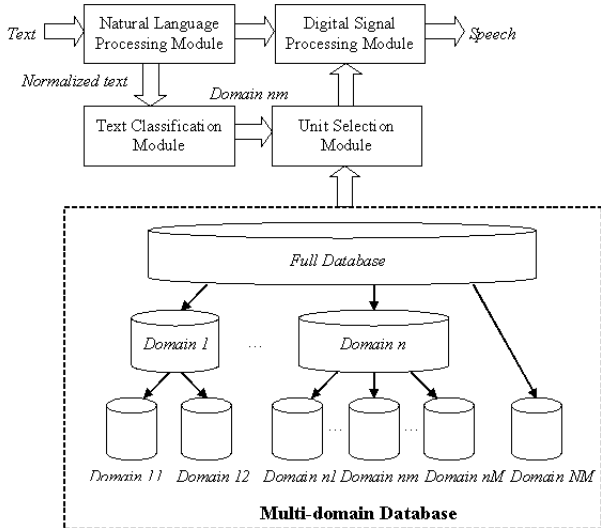 Text
Natural Language
Processing Module
Digital Signal
Processing Module
Speech
Normalized text
Domain nm
Text Classification
Module
Unit Selection
Module
Full Database
Domain 1
...
Domain n
...
...
Domain 11
Domain 12
Domain n1
Domain nm
Domain nM
Domain NM
Multi-domain Database